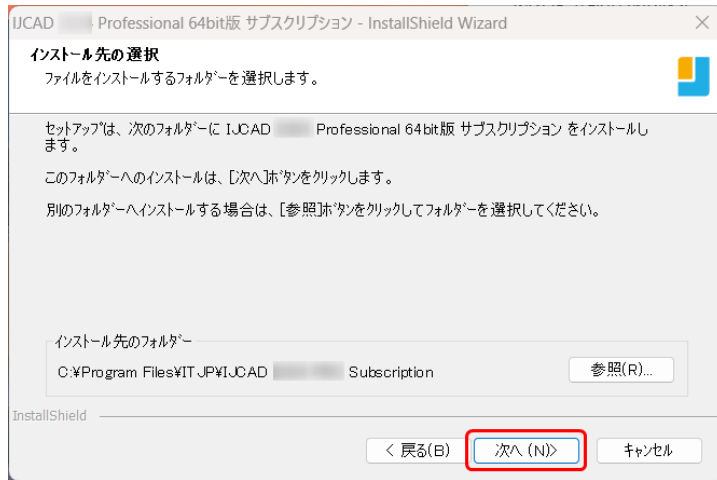 IJCAD Professional 64bit版 サブスクリプション - InstallShield Wizard
インストール先の選択
ファイルをインストールするフォルダーを選択します。
セットアップは、次のフォルダーに IJCAD Professional 64bit版 サブスクリプション をインストールし
ます。
このフォルダーへのインストールは、[次へ]ボタンをクリックします。
別のフォルダーへインストールする場合は、[参照]ボタンをクリックしてフォルダーを選択してください。
インストール先のフォルダー
C:¥Program Files¥ITJP¥IJCAD Subscription
参照(R)...
InstallShield
< 戻る(B)
次へ (N)>
キャンセル